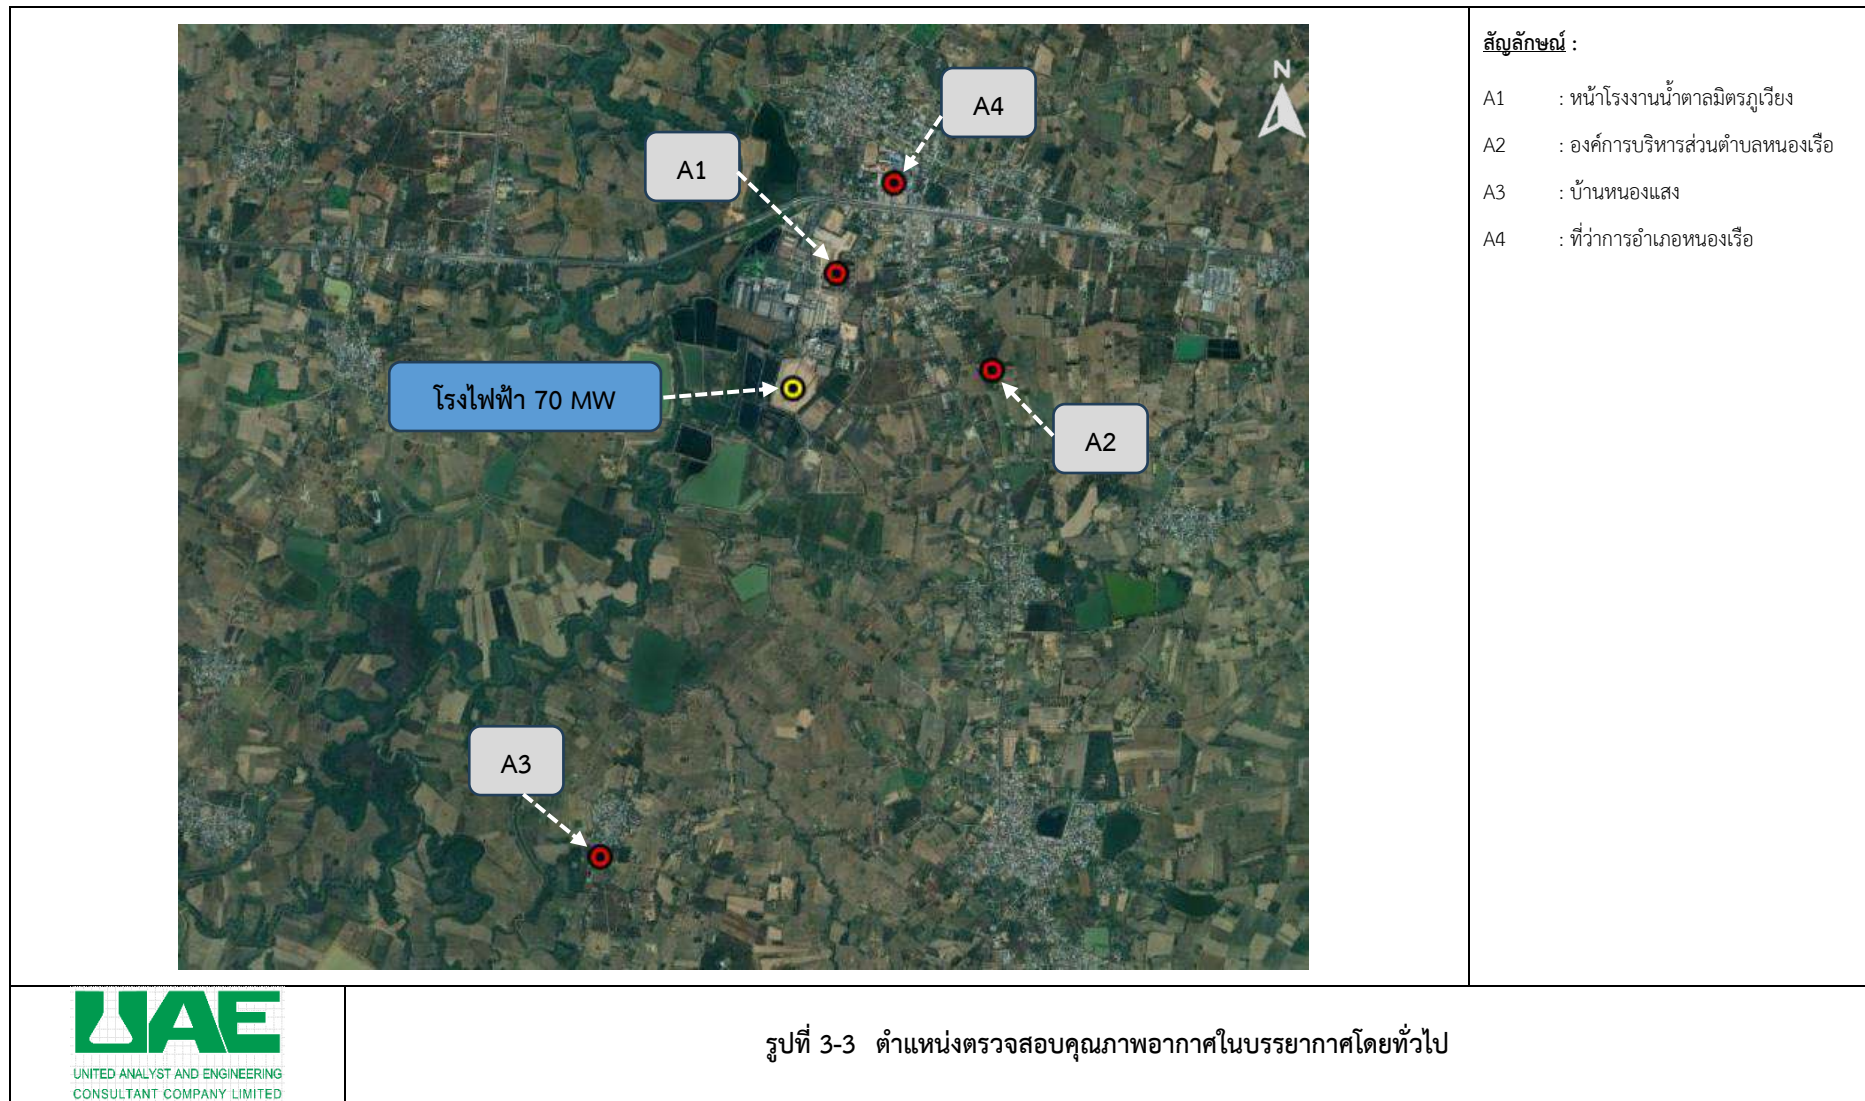 N
A4
A1
โรงไฟฟ้า 70 MW
A2
A3
สัญลักษณ์ :
A1 : หน้าโรงงานน้ำตาลมิตรภูเวียง
A2 : องค์การบริหารส่วนตำบลหนองเรือ
A3 : บ้านหนองแสง
A4 : ที่ว่าการอำเภอหนองเรือ
UAE
UNITED ANALYST AND ENGINEERING
CONSULTANT COMPANY LIMITED
รูปที่ 3-3 ตำแหน่งตรวจสอบคุณภาพอากาศในบรรยากาศโดยทั่วไป